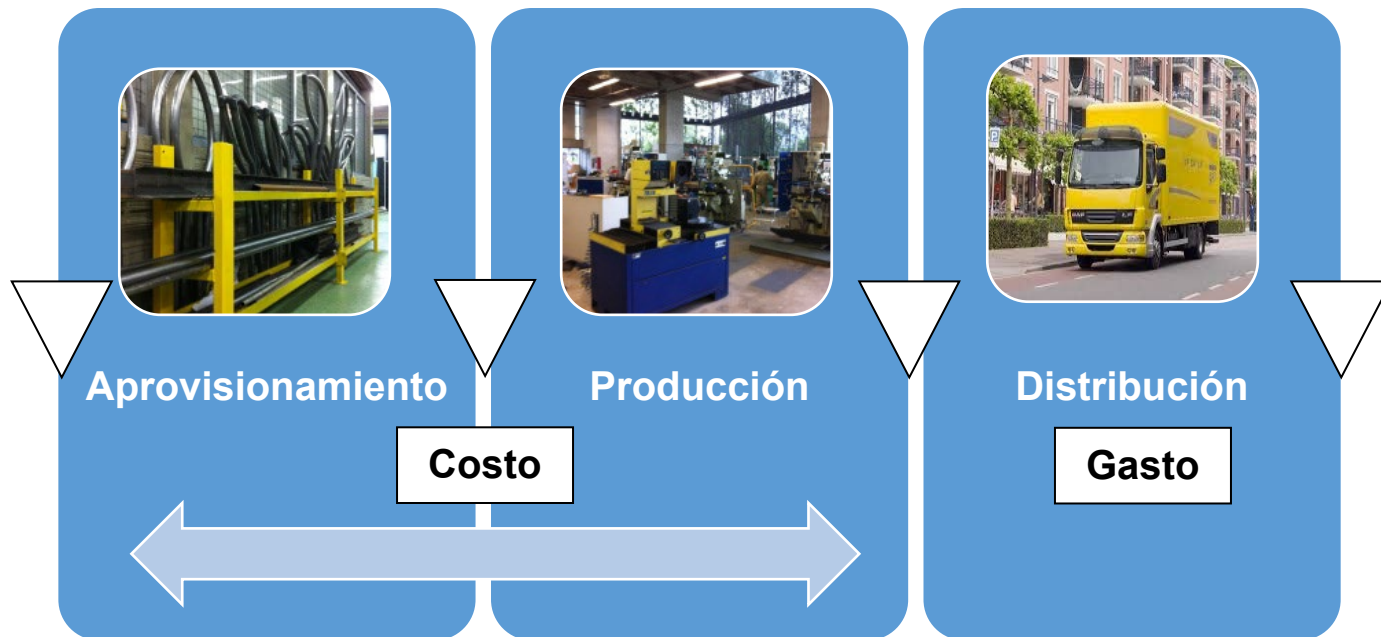 Aprovisionamiento
Producción
Distribución
Costo
Gasto